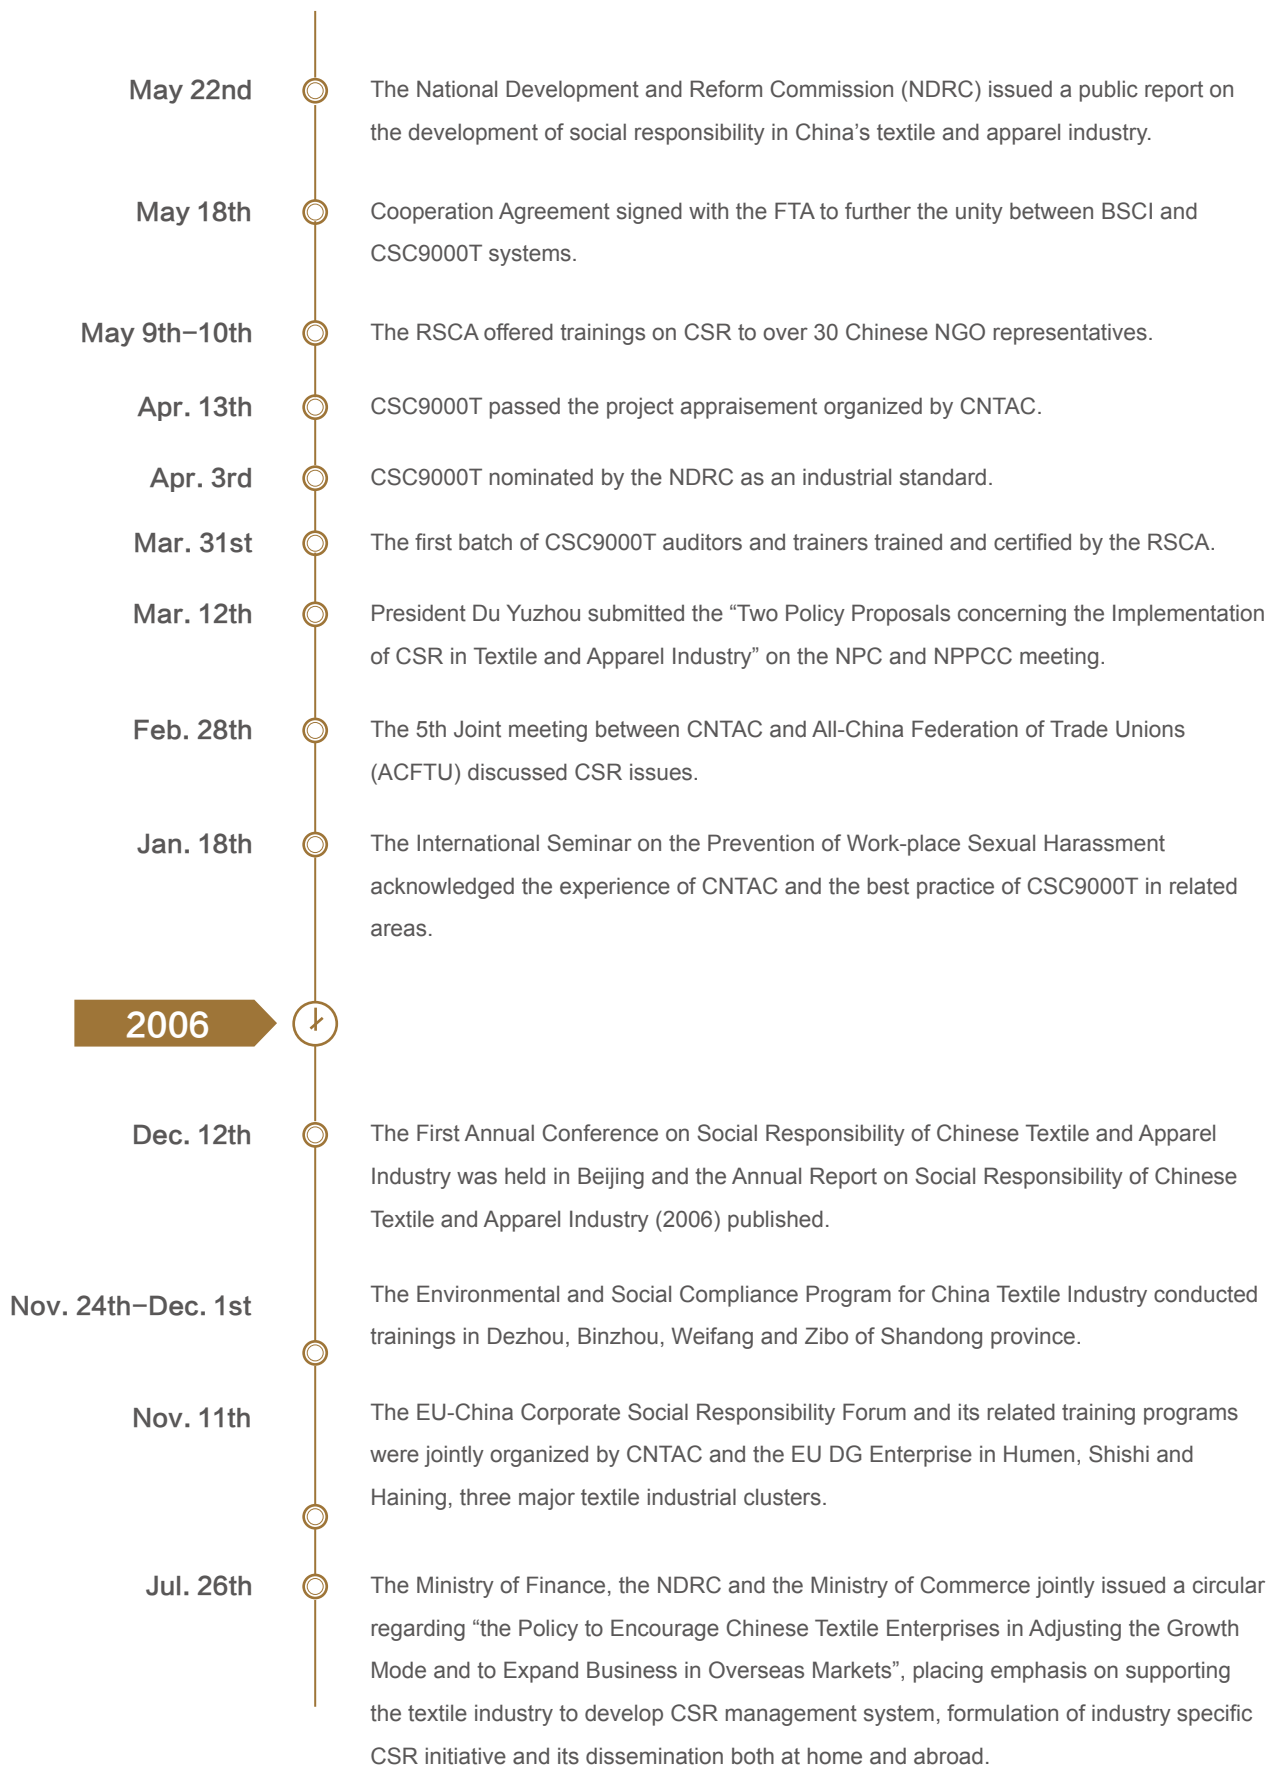 May 22nd
The National Development and Reform Commission (NDRC) issued a public report on
the development of social responsibility in China’s textile and apparel industry.
May 18th
Cooperation Agreement signed with the FTA to further the unity between BSCI and
CSC9000T systems.
May 9th–10th
The RSCA offered trainings on CSR to over 30 Chinese NGO representatives.
Apr. 13th
CSC9000T passed the project appraisement organized by CNTAC.
Apr. 3rd
CSC9000T nominated by the NDRC as an industrial standard.
Mar. 31st
The first batch of CSC9000T auditors and trainers trained and certified by the RSCA.
Mar. 12th
President Du Yuzhou submitted the “Two Policy Proposals concerning the Implementation
of CSR in Textile and Apparel Industry” on the NPC and NPPCC meeting.
Feb. 28th
The 5th Joint meeting between CNTAC and All-China Federation of Trade Unions
(ACFTU) discussed CSR issues.
Jan. 18th
The International Seminar on the Prevention of Work-place Sexual Harassment
acknowledged the experience of CNTAC and the best practice of CSC9000T in related
areas.
2006
Dec. 12th
The First Annual Conference on Social Responsibility of Chinese Textile and Apparel
Industry was held in Beijing and the Annual Report on Social Responsibility of Chinese
Textile and Apparel Industry (2006) published.
Nov. 24th–Dec. 1st
The Environmental and Social Compliance Program for China Textile Industry conducted
trainings in Dezhou, Binzhou, Weifang and Zibo of Shandong province.
Nov. 11th
The EU-China Corporate Social Responsibility Forum and its related training programs
were jointly organized by CNTAC and the EU DG Enterprise in Humen, Shishi and
Haining, three major textile industrial clusters.
Jul. 26th
The Ministry of Finance, the NDRC and the Ministry of Commerce jointly issued a circular
regarding “the Policy to Encourage Chinese Textile Enterprises in Adjusting the Growth
Mode and to Expand Business in Overseas Markets”, placing emphasis on supporting
the textile industry to develop CSR management system, formulation of industry specific
CSR initiative and its dissemination both at home and abroad.